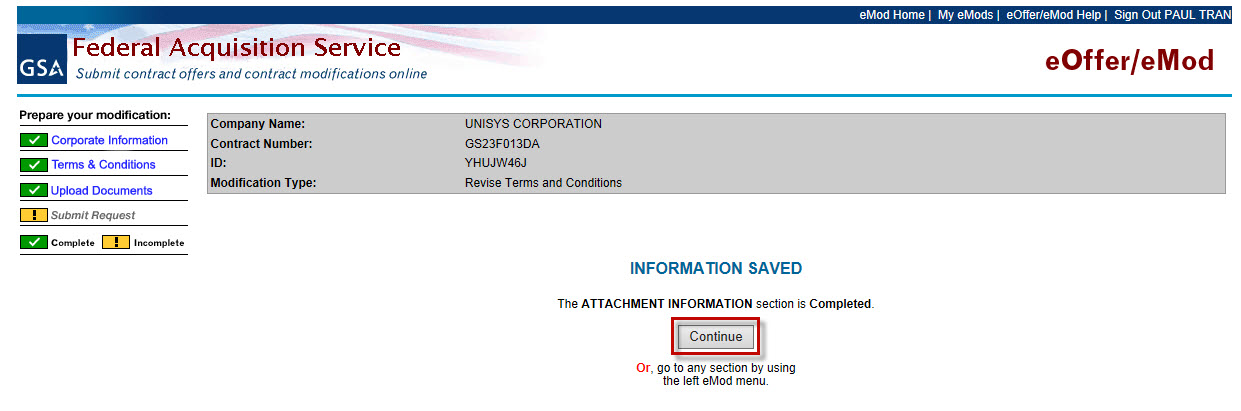 eMod Home | My eMods | eOffer/eMod Help | Sign Out PAUL TRAN
GSA
Federal Acquisition Service
Submit contract offers and contract modifications online
eOffer/eMod
Prepare your modification:
Corporate Information
Terms & Conditions
Upload Documents
! Submit Request
Complete ! Incomplete
Company Name: UNISYS CORPORATION
Contract Number: GS23F013DA
ID: YHUJW46J
Modification Type: Revise Terms and Conditions
INFORMATION SAVED
The ATTACHMENT INFORMATION section is Completed.
Continue
Or, go to any section by using
the left eMod menu.